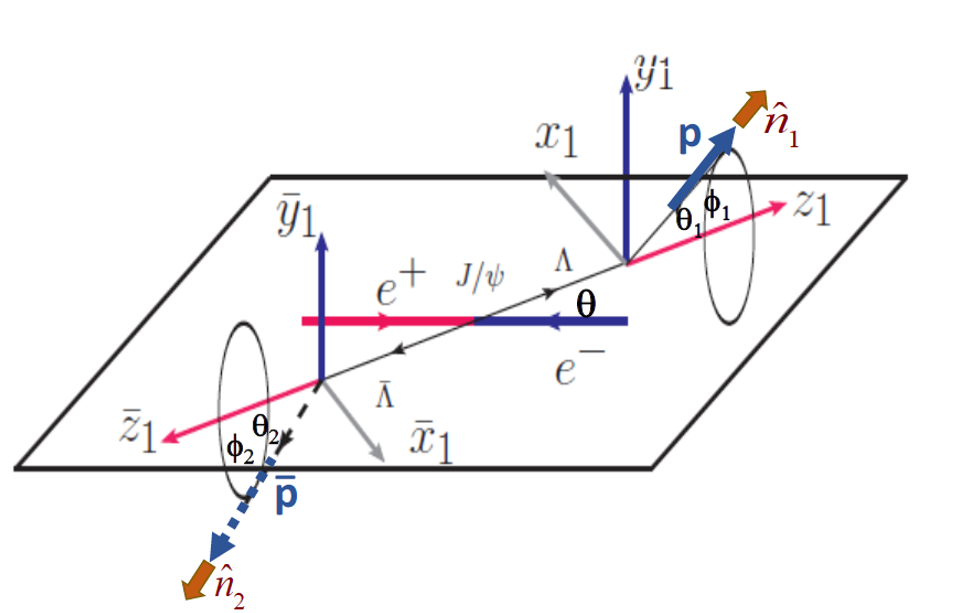 y₁
x₁
p
n̂₁
ϕ₁
θ₁
z₁
ȳ₁
e⁺
J/ψ
Λ
θ
e⁻
Λ̄
z̄₁
θ₂
ϕ₂
x̄₁
p̄
n̂₂